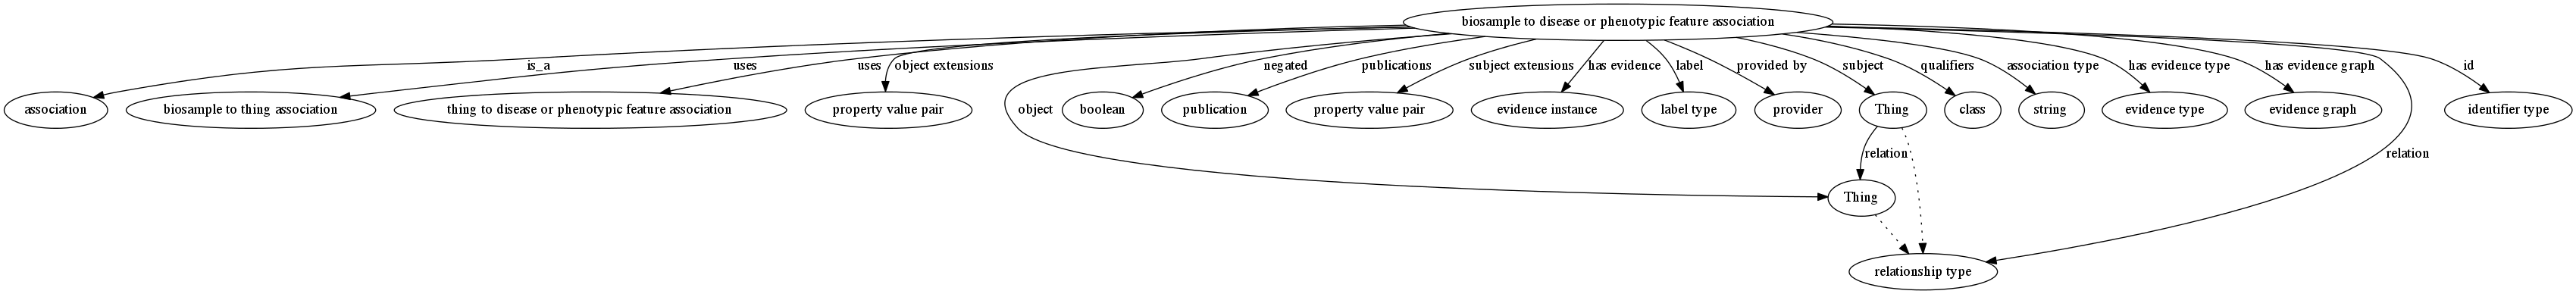 biosample to disease or phenotypic feature association
is_a
uses
uses
object extensions
negated
publications
subject extensions
has evidence
label
provided by
subject
qualifiers
association type
has evidence type
has evidence graph
id
association
biosample to thing association
thing to disease or phenotypic feature association
property value pair
object
boolean
publication
property value pair
evidence instance
label type
provider
Thing
class
string
evidence type
evidence graph
identifier type
relation
relation
Thing
relationship type